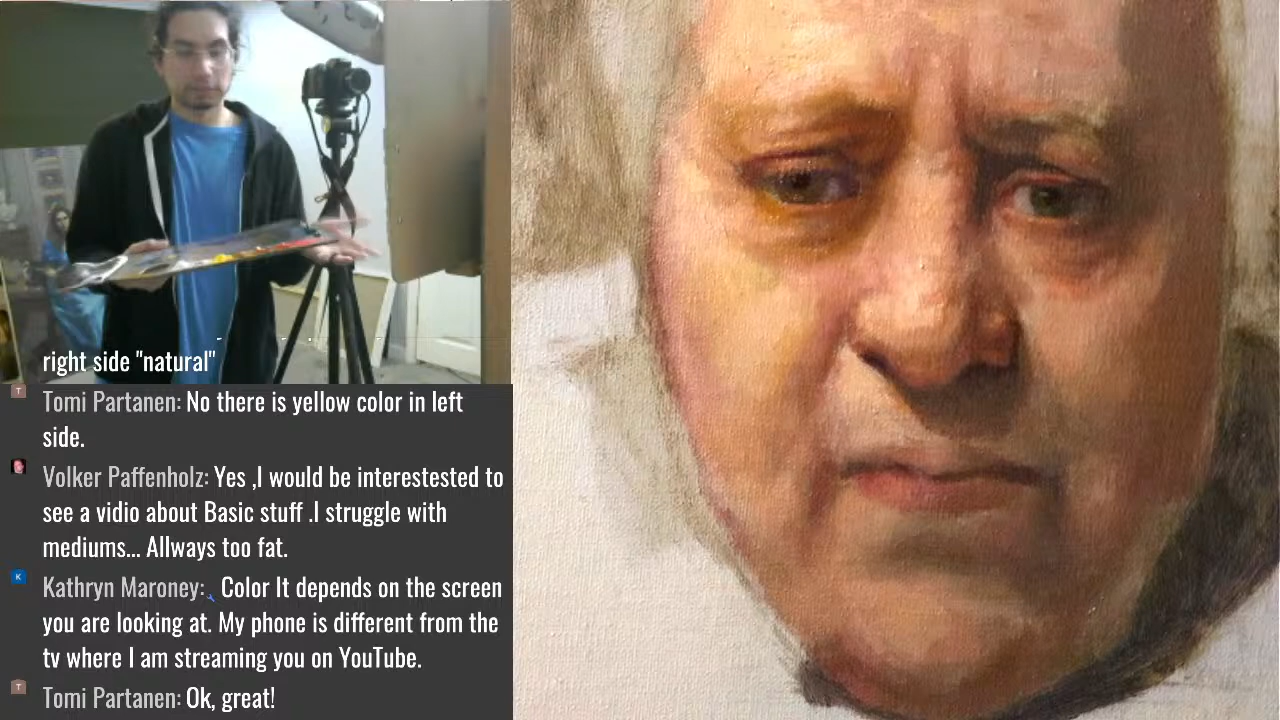 right side "natural"
T
Tomi Partanen: No there is yellow color in left
side.
Volker Paffenholz: Yes ,I would be interestested to
see a vidio about Basic stuff .I struggle with
mediums... Allways too fat.
K
Kathryn Maroney: Color It depends on the screen
you are looking at. My phone is different from the
tv where I am streaming you on YouTube.
T
Tomi Partanen: Ok, great!